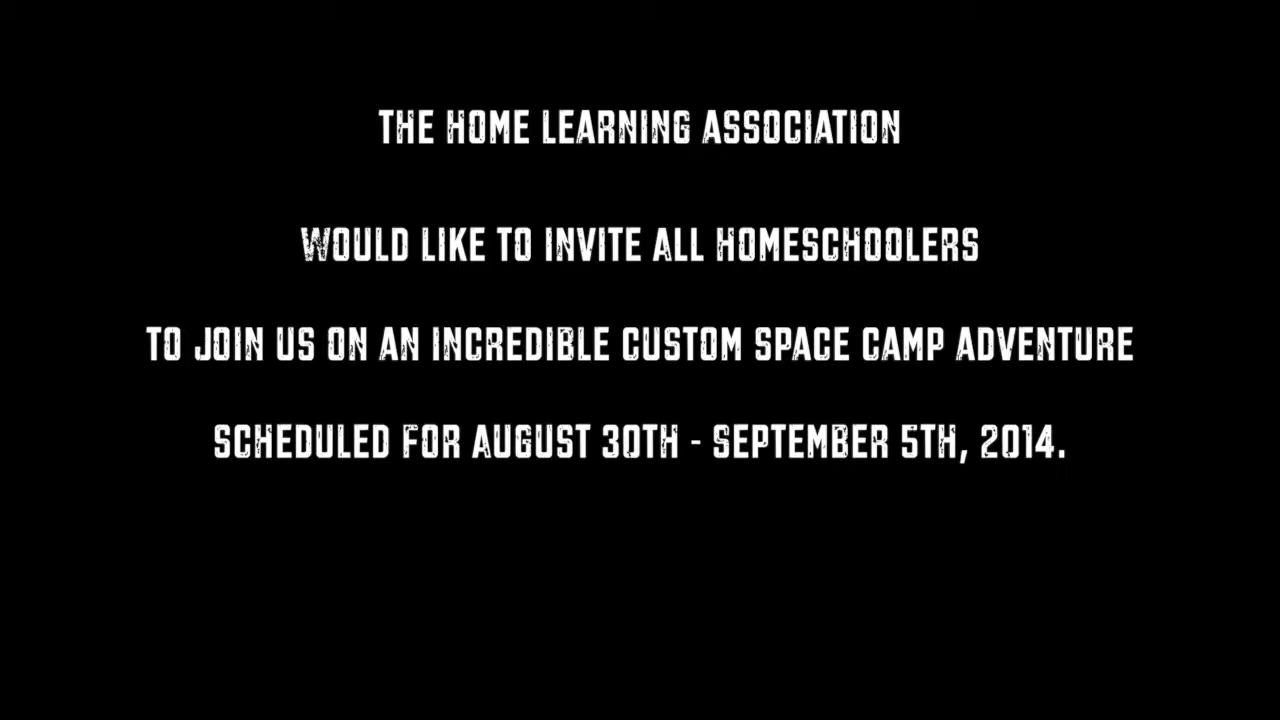 THE HOME LEARNING ASSOCIATION
WOULD LIKE TO INVITE ALL HOMESCHOOLERS
TO JOIN US ON AN INCREDIBLE CUSTOM SPACE CAMP ADVENTURE
SCHEDULED FOR AUGUST 30TH - SEPTEMBER 5TH, 2014.